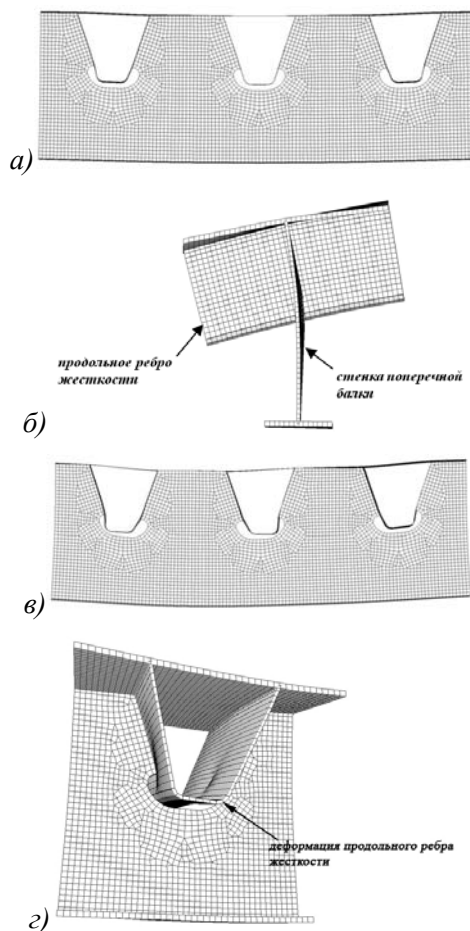 а)
продольное ребро
жесткости
стенка поперечной
балки
б)
в)
деформация продольного ребра
жесткости
г)